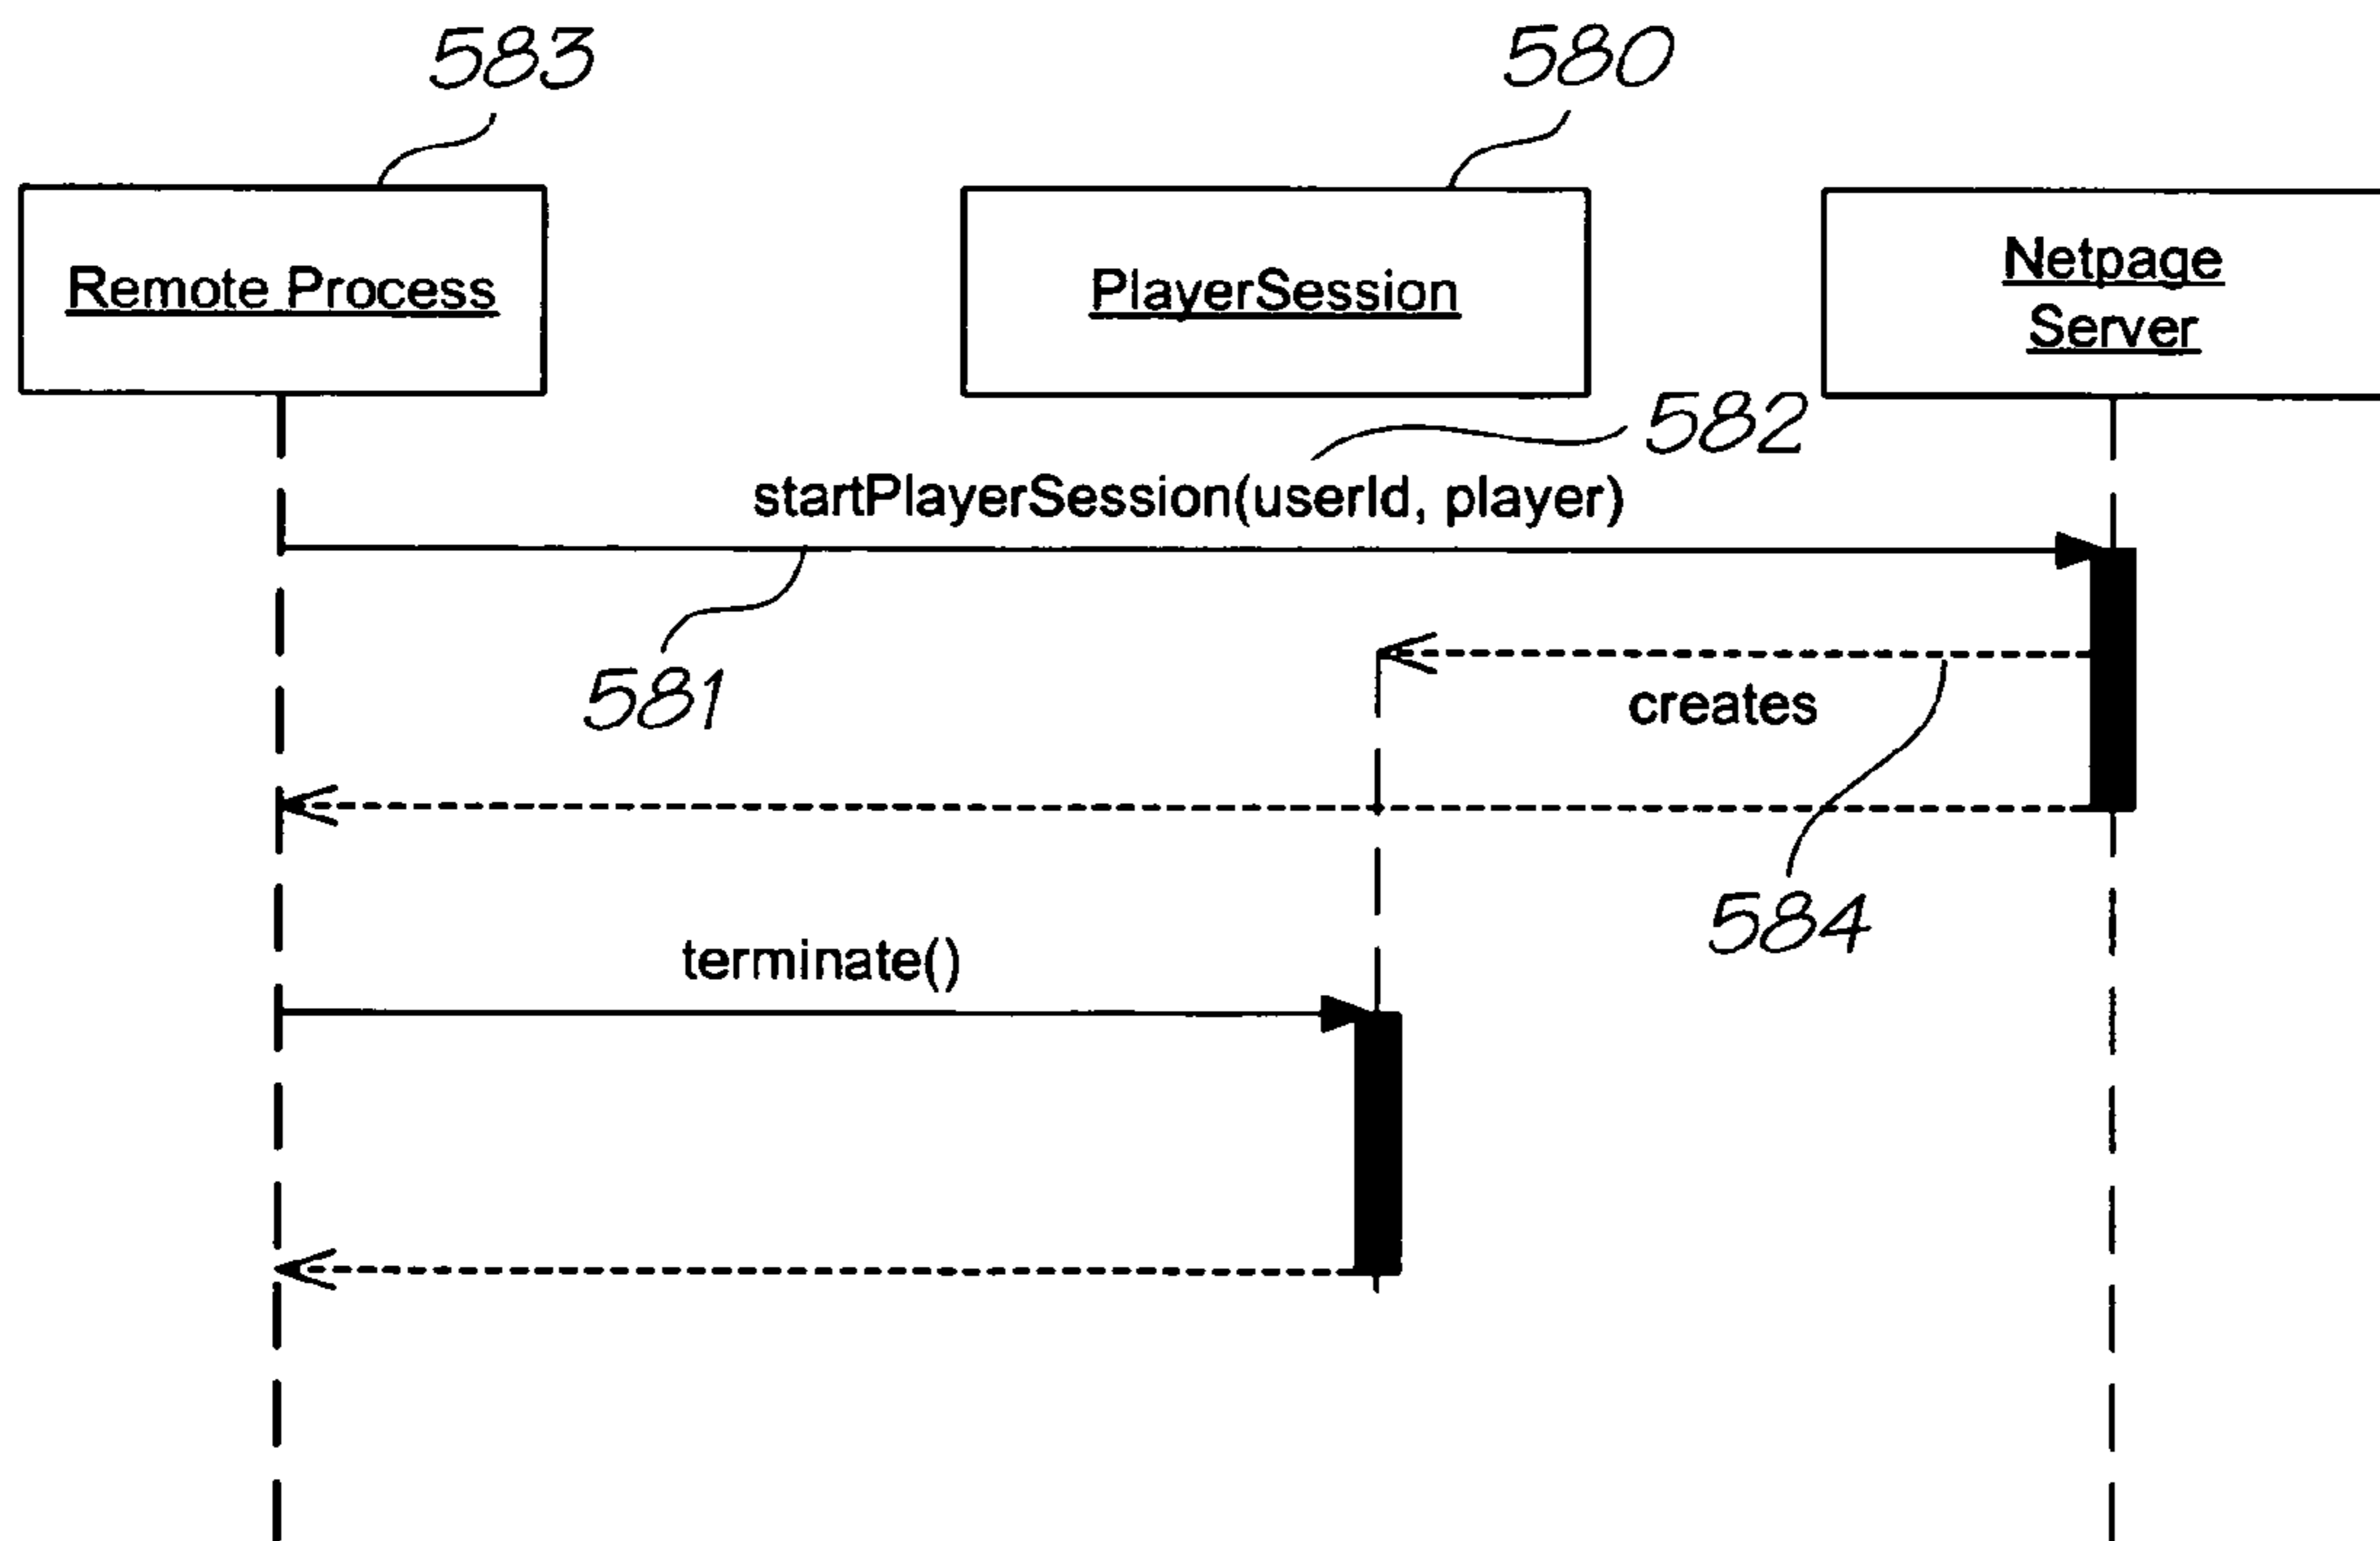 583
580
Remote Process
PlayerSession
Netpage
Server
582
startPlayerSession(userId, player)
581
creates
584
terminate()